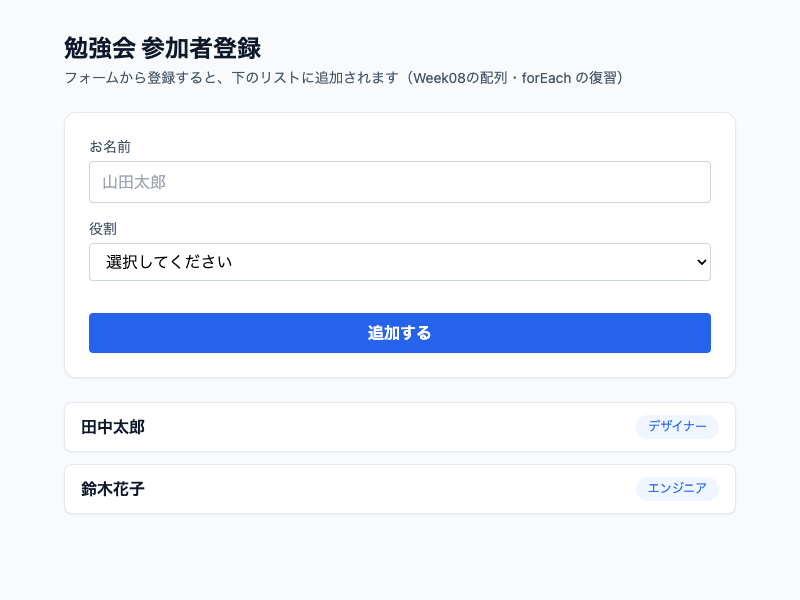 勉強会 参加者登録
フォームから登録すると、下のリストに追加されます（Week08の配列・forEach の復習）
お名前
山田太郎
役割
選択してください
追加する
田中太郎 デザイナー
鈴木花子 エンジニア